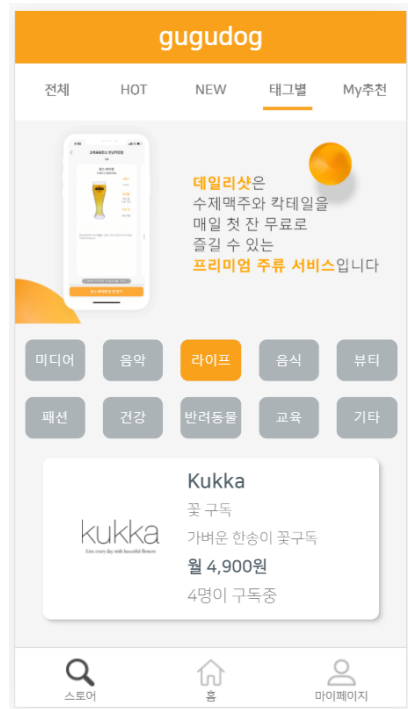 gugudog
전체 HOT NEW 태그별 My추천
데일리샷은
수제맥주와 칵테일을
매일 첫 잔 무료로
즐길 수 있는
프리미엄 주류 서비스입니다
미디어 음악 라이프 음식 뷰티
패션 건강 반려동물 교육 기타
Kukka
꽃 구독
kukka
가벼운 한송이 꽃구독
월 4,900원
4명이 구독중
스토어 홈 마이페이지